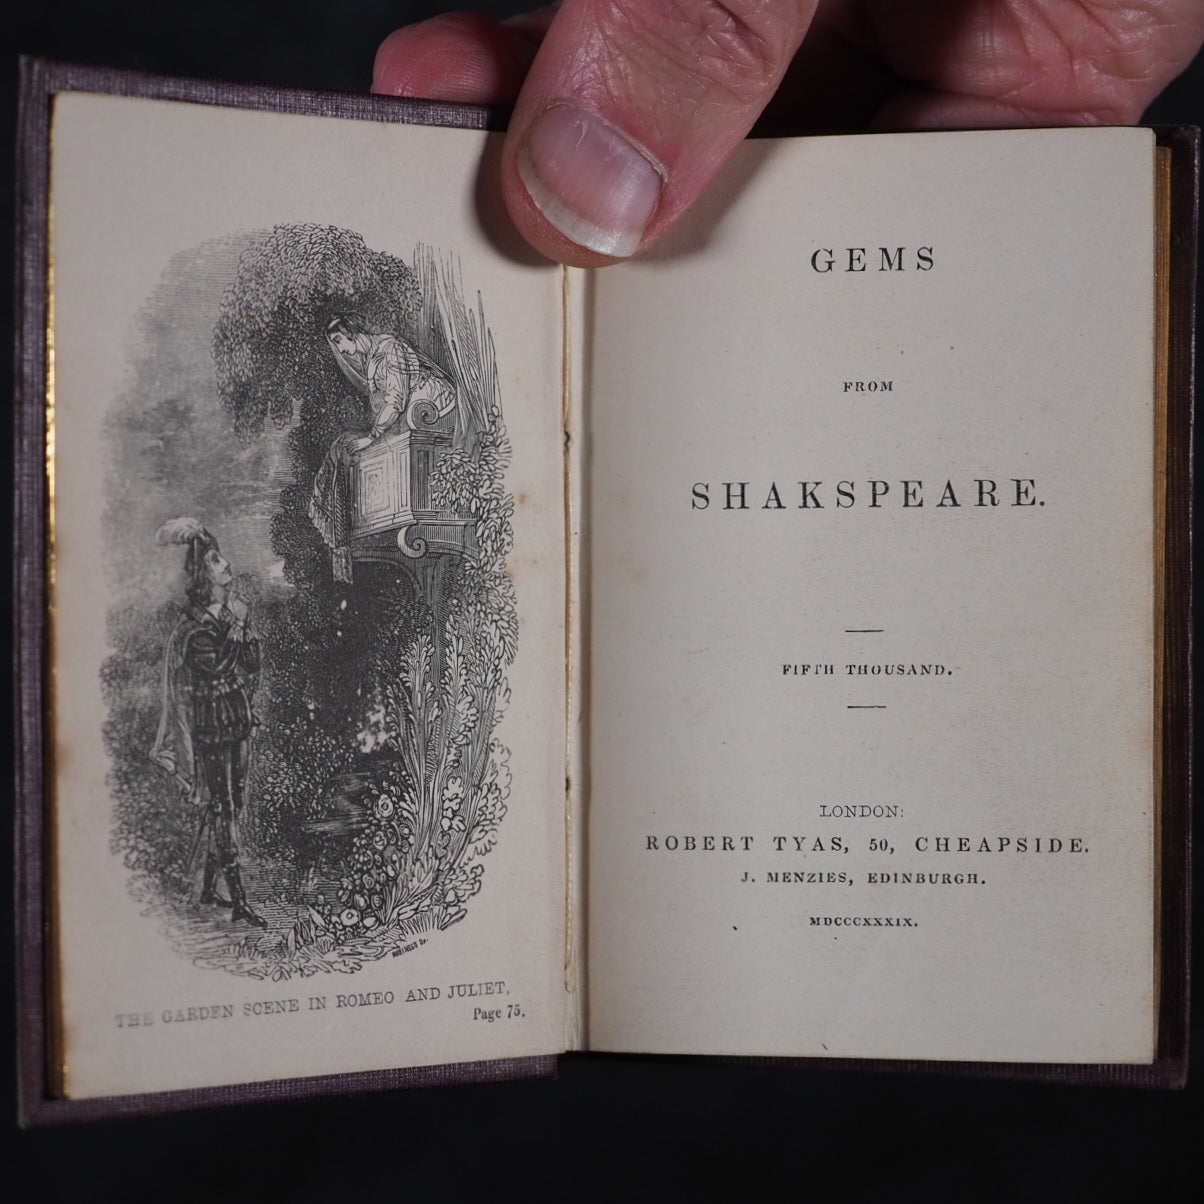 THE GARDEN SCENE IN ROMEO AND JULIET,
Page 75.
GEMS
FROM
SHAKSPEARE.
FIFTH THOUSAND.
LONDON:
ROBERT TYAS, 50, CHEAPSIDE.
J. MENZIES, EDINBURGH.
MDCCCXXXIX.